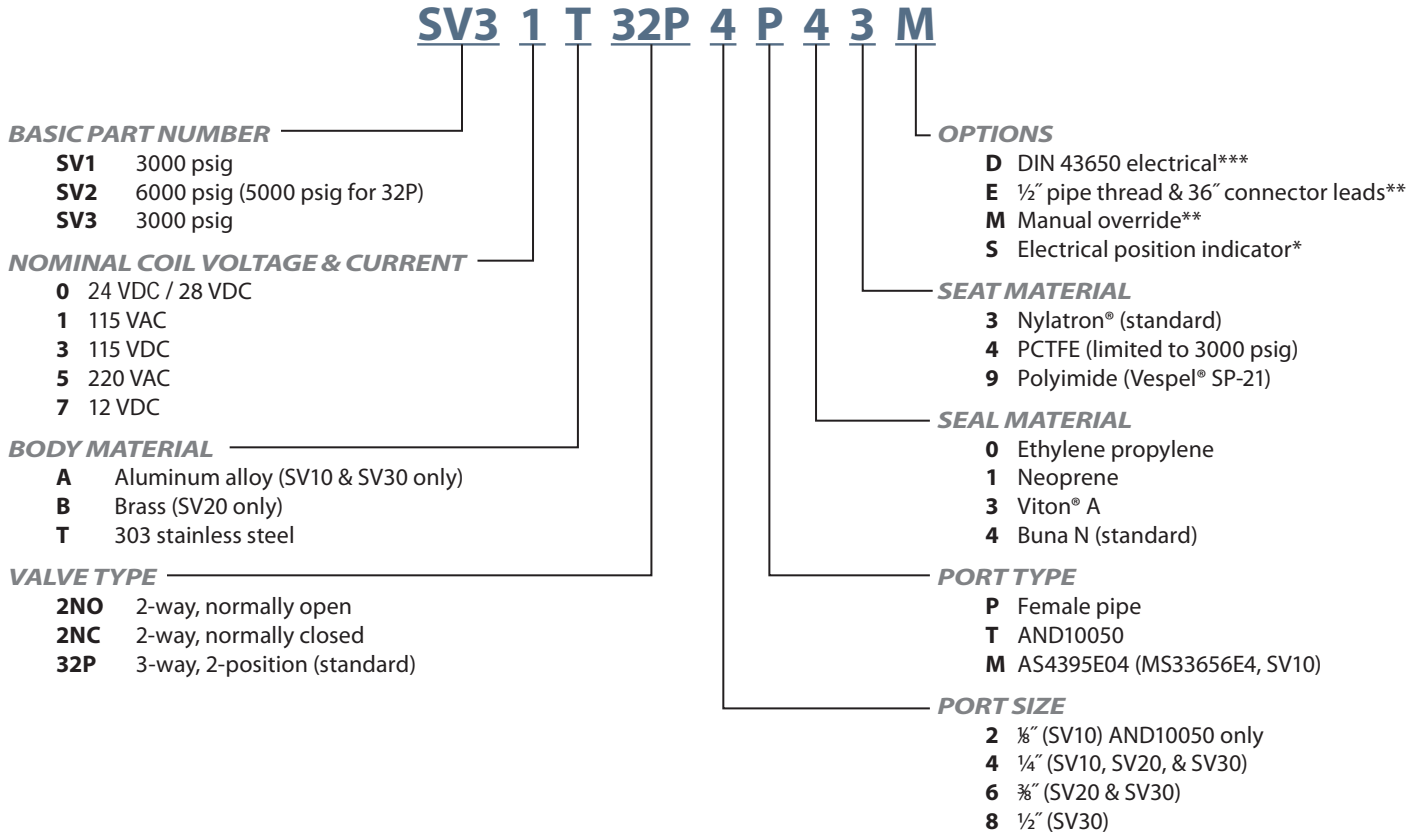 SV3 1 T 32P 4 P 4 3 M
BASIC PART NUMBER
SV1 3000 psig
SV2 6000 psig (5000 psig for 32P)
SV3 3000 psig
NOMINAL COIL VOLTAGE & CURRENT
0 24 VDC / 28 VDC
1 115 VAC
3 115 VDC
5 220 VAC
7 12 VDC
BODY MATERIAL
A Aluminum alloy (SV10 & SV30 only)
B Brass (SV20 only)
T 303 stainless steel
VALVE TYPE
2NO 2-way, normally open
2NC 2-way, normally closed
32P 3-way, 2-position (standard)
OPTIONS
D DIN 43650 electrical***
E ½˝ pipe thread & 36˝ connector leads**
M Manual override**
S Electrical position indicator*
SEAT MATERIAL
3 Nylatron® (standard)
4 PCTFE (limited to 3000 psig)
9 Polyimide (Vespel® SP-21)
SEAL MATERIAL
0 Ethylene propylene
1 Neoprene
3 Viton® A
4 Buna N (standard)
PORT TYPE
P Female pipe
T AND10050
M AS4395E04 (MS33656E4, SV10)
PORT SIZE
2 ⅛˝ (SV10) AND10050 only
4 ¼˝ (SV10, SV20, & SV30)
6 ⅜˝ (SV20 & SV30)
8 ½˝ (SV30)